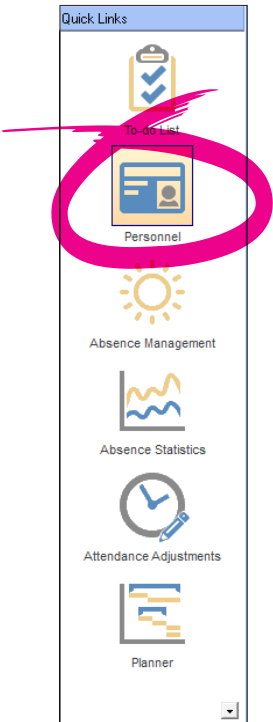 Quick Links
To-do List
Personnel
Absence Management
Absence Statistics
Attendance Adjustments
Planner